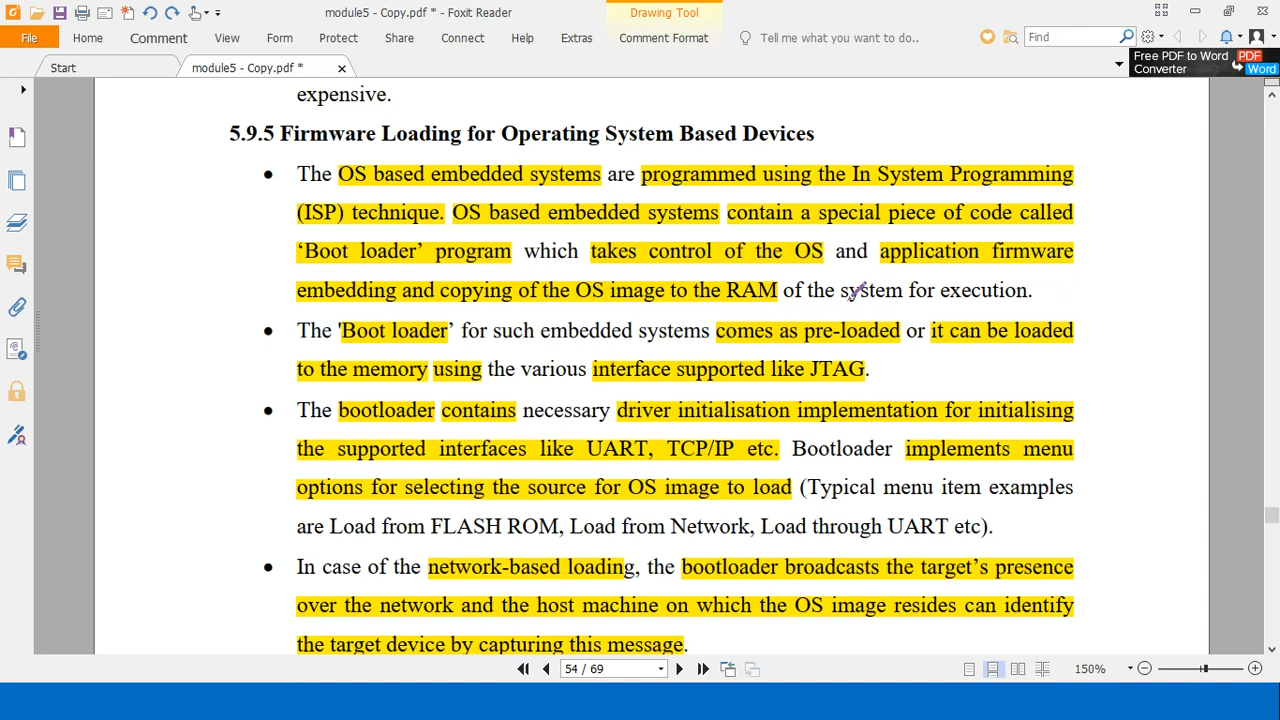 module5 - Copy.pdf * - Foxit Reader
Drawing Tool
File Home Comment View Form Protect Share Connect Help Extras Comment Format Tell me what you want to do.. Find
Start module5 - Copy.pdf *
Free PDF to Word Converter PDF Word
expensive.
5.9.5 Firmware Loading for Operating System Based Devices
• The OS based embedded systems are programmed using the In System Programming
(ISP) technique. OS based embedded systems contain a special piece of code called
‘Boot loader’ program which takes control of the OS and application firmware
embedding and copying of the OS image to the RAM of the system for execution.
• The 'Boot loader’ for such embedded systems comes as pre-loaded or it can be loaded
to the memory using the various interface supported like JTAG.
• The bootloader contains necessary driver initialisation implementation for initialising
the supported interfaces like UART, TCP/IP etc. Bootloader implements menu
options for selecting the source for OS image to load (Typical menu item examples
are Load from FLASH ROM, Load from Network, Load through UART etc).
• In case of the network-based loading, the bootloader broadcasts the target’s presence
over the network and the host machine on which the OS image resides can identify
the target device by capturing this message.
54 / 69 150%